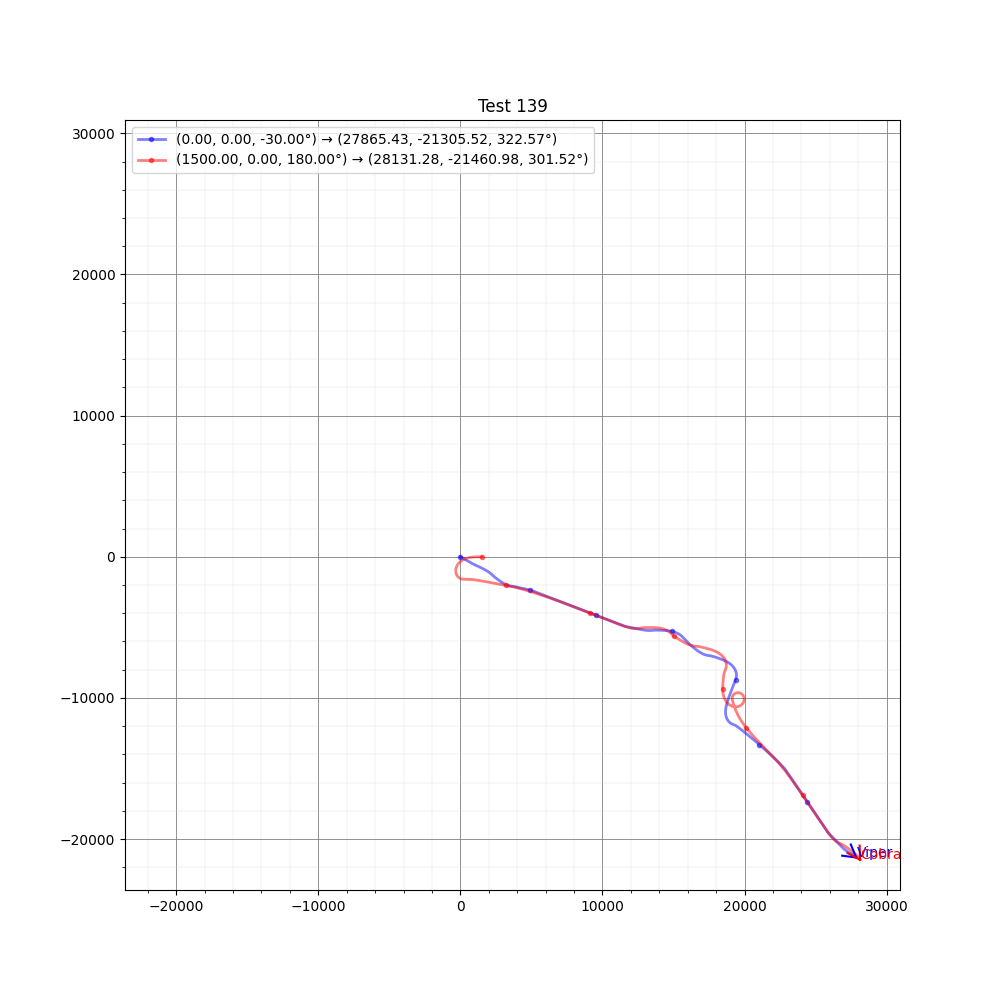 Test 139
(0.00, 0.00, -30.00°) → (27865.43, -21305.52, 322.57°)
(1500.00, 0.00, 180.00°) → (28131.28, -21460.98, 301.52°)
30000
20000
10000
0
−10000
−20000
Viper
Cobra
−20000 −10000 0 10000 20000 30000